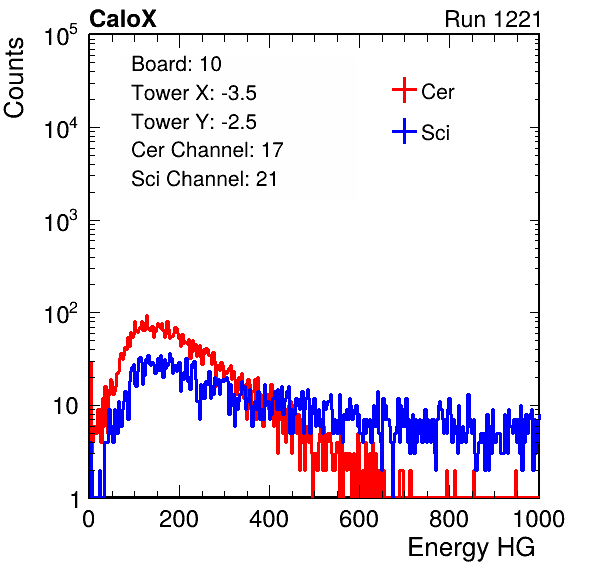 CaloX Run 1221
Counts
10^5
10^4
10^3
10^2
10
1
Board: 10
Tower X: -3.5
Tower Y: -2.5
Cer Channel: 17
Sci Channel: 21
Cer
Sci
0 200 400 600 800 1000
Energy HG